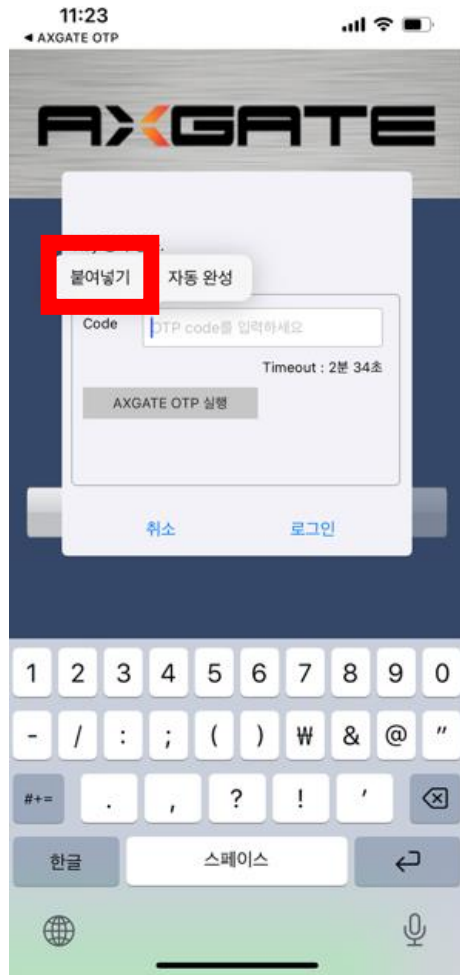 11:23
◀ AXGATE OTP
AXGATE
붙여넣기 자동 완성
Code OTP code를 입력하세요
Timeout : 2분 34초
AXGATE OTP 실행
취소 로그인
1 2 3 4 5 6 7 8 9 0
- / : ; ( ) ₩ & @ "
#+= . , ? ! '
한글 스페이스